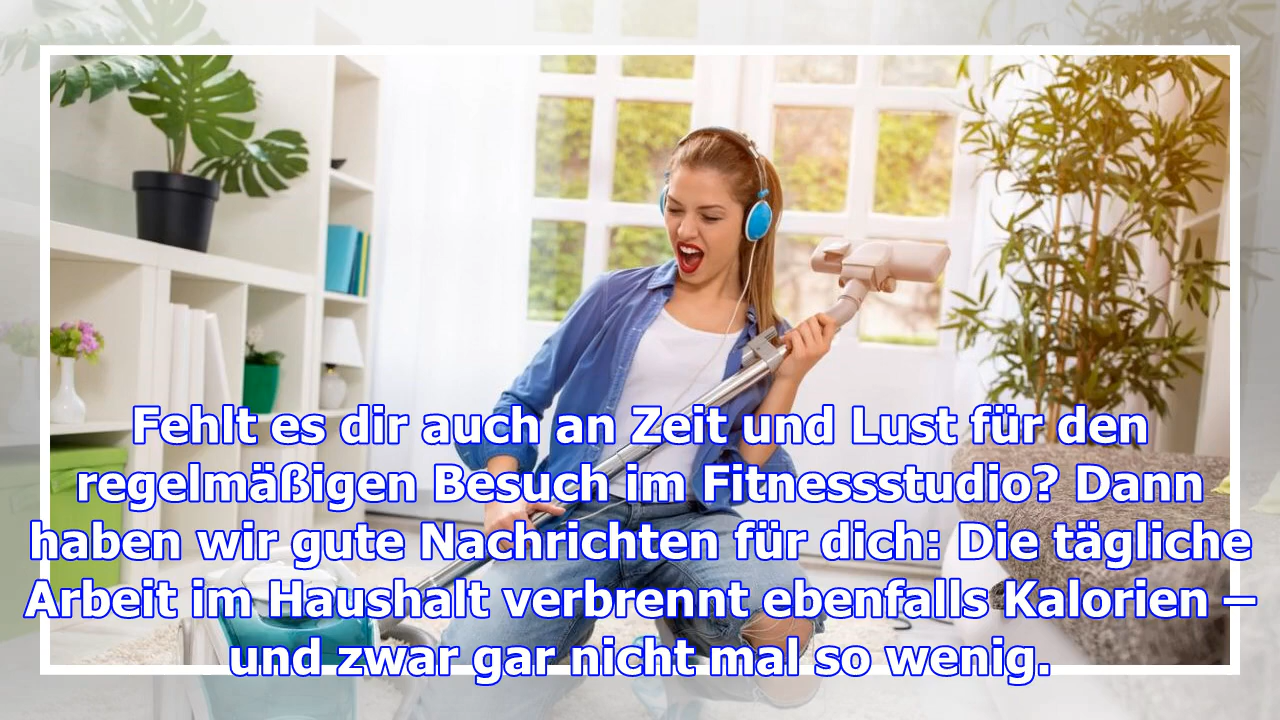 Fehlt es dir auch an Zeit und Lust für den
regelmäßigen Besuch im Fitnessstudio? Dann
haben wir gute Nachrichten für dich: Die tägliche
Arbeit im Haushalt verbrennt ebenfalls Kalorien –
und zwar gar nicht mal so wenig.